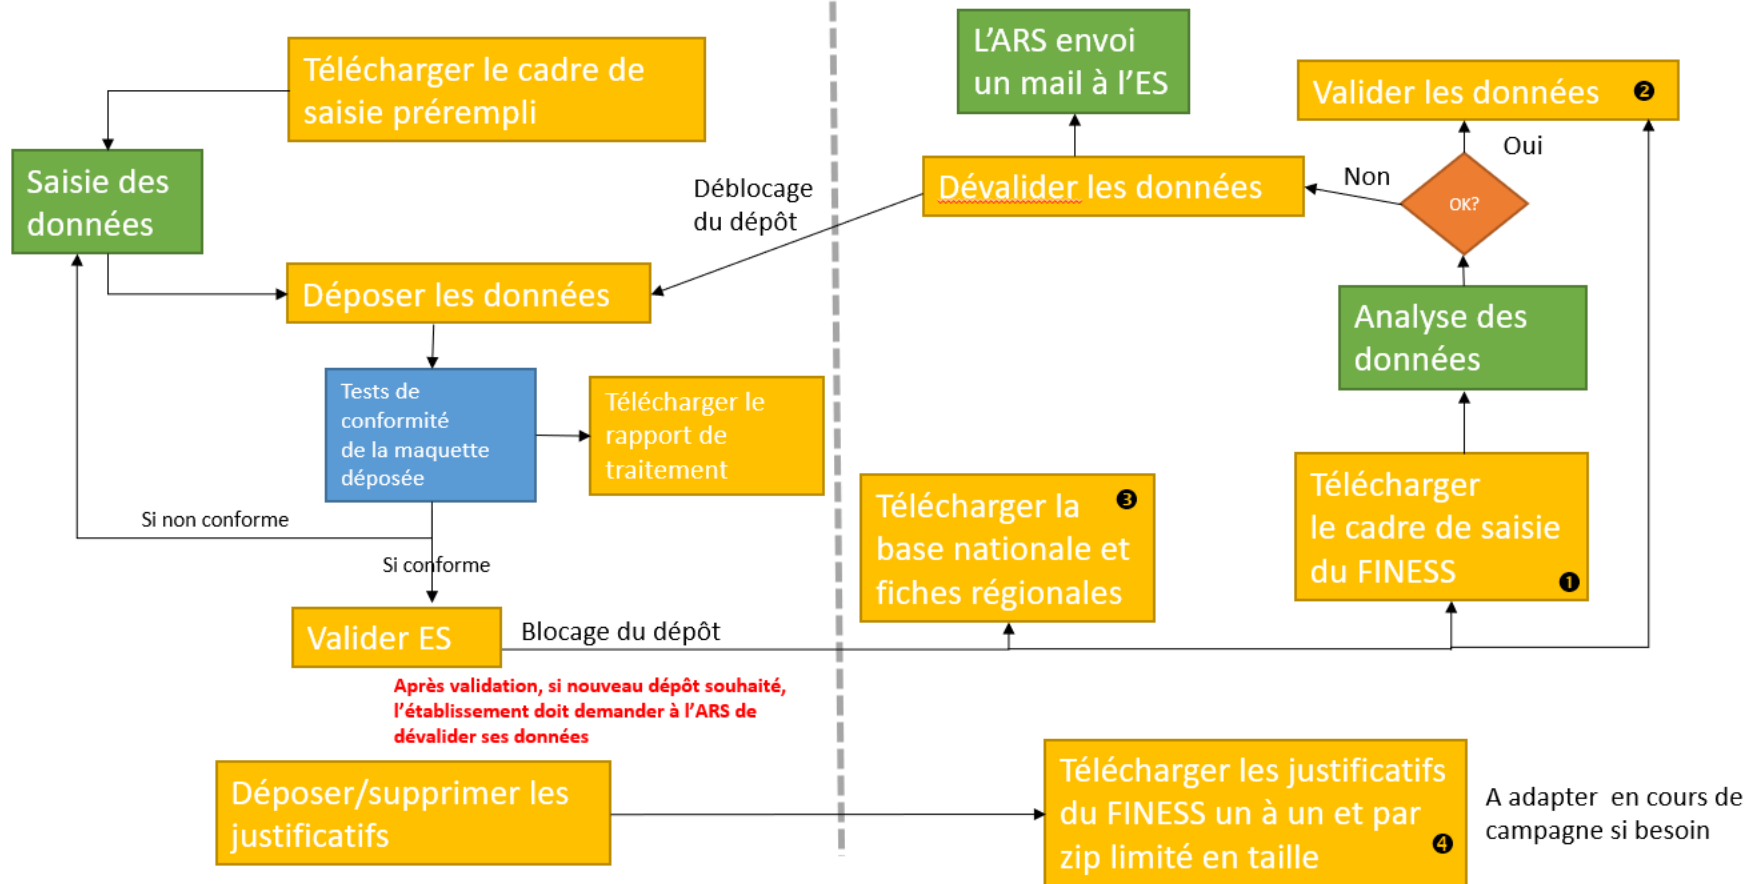 Télécharger le cadre de
saisie prérempli
Saisie des
données
Déposer les données
Tests de
conformité
de la maquette
déposée
Télécharger le
rapport de
traitement
Si non conforme
Si conforme
Valider ES
Blocage du dépôt
Après validation, si nouveau dépôt souhaité,
l’établissement doit demander à l’ARS de
dévalider ses données
Déposer/supprimer les
justificatifs
Déblocage
du dépôt
L’ARS envoi
un mail à l’ES
Dévalider les données
Valider les données ❷
Oui
Non
OK?
Analyse des
données
Télécharger
le cadre de saisie
du FINESS ❶
Télécharger la ❸
base nationale et
fiches régionales
Télécharger les justificatifs
du FINESS un à un et par
zip limité en taille ❹
A adapter en cours de
campagne si besoin